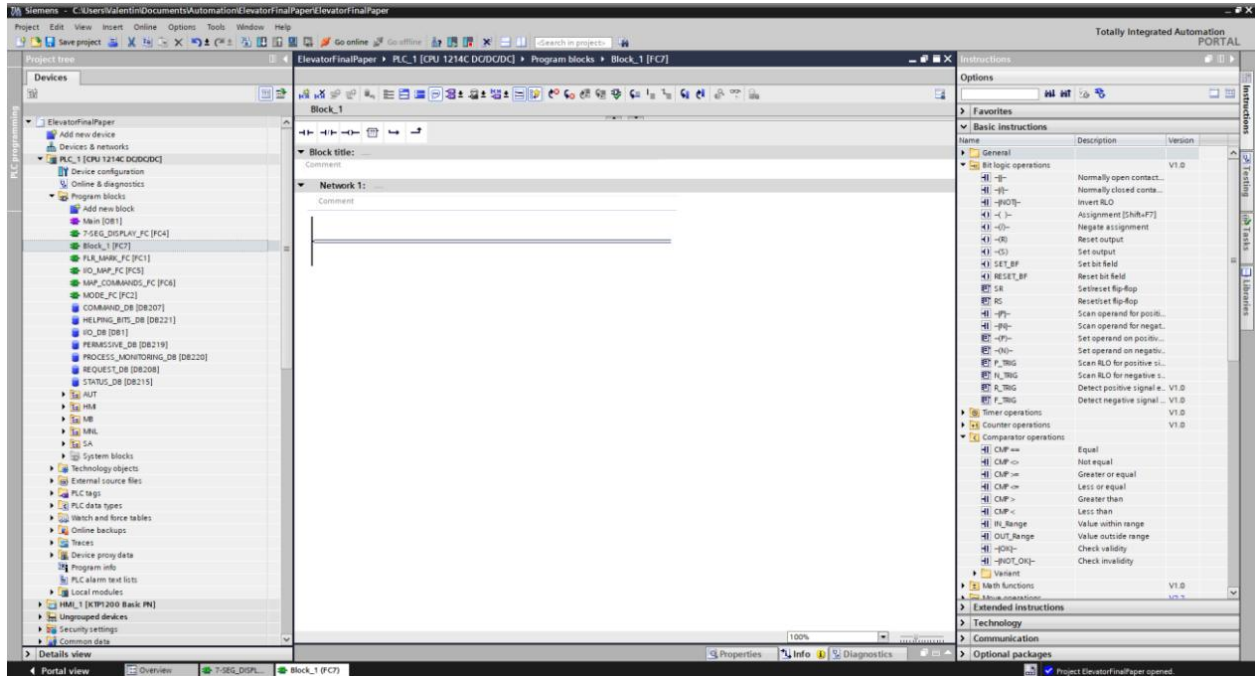 Siemens - C:\Users\Valentin\Documents\Automation\ElevatorFinalPaper\ElevatorFinalPaper
Project Edit View Insert Online Options Tools Window Help
Totally Integrated Automation
PORTAL
Save project
Go online
Go offline
<Search in project>
Project tree
ElevatorFinalPaper PLC_1 [CPU 1214C DC/DC/DC] Program blocks Block_1 [FC7]
Instructions
Devices
Options
PLC programming
Block_1
ElevatorFinalPaper
Add new device
Devices & networks
PLC_1 [CPU 1214C DC/DC/DC]
Device configuration
Online & diagnostics
Program blocks
Add new block
Main [OB1]
7-SEG_DISPLAY_FC [FC4]
Block_1 [FC7]
FLR_MARK_FC [FC1]
I/O_MAP_FC [FC5]
MAP_COMMANDS_FC [FC6]
MODE_FC [FC2]
COMMAND_DB [DB207]
HELPING_BITS_DB [DB221]
I/O_DB [DB1]
PERMISSIVE_DB [DB219]
PROCESS_MONITORING_DB [DB220]
REQUEST_DB [DB208]
STATUS_DB [DB215]
AUT
HMI
MB
MNL
SA
System blocks
Technology objects
External source files
PLC tags
PLC data types
Watch and force tables
Online backups
Traces
Device proxy data
Program info
PLC alarm text lists
Local modules
HMI_1 [KTP1200 Basic PN]
Ungrouped devices
Security settings
Common data
Details view
Block title: ....
Comment
Network 1: ....
Comment
100%
Properties Info Diagnostics
Favorites
Basic instructions
Name Description Version
General
Bit logic operations V1.0
-||- Normally open contact...
-|/|- Normally closed conta...
-|NOT|- Invert RLO
-( )- Assignment [Shift+F7]
-(/)- Negate assignment
-(R) Reset output
-(S) Set output
SET_BF Set bit field
RESET_BF Reset bit field
SR Set/reset flip-flop
RS Reset/set flip-flop
-|P|- Scan operand for positi...
-|N|- Scan operand for negat...
-(P)- Set operand on positiv...
-(N)- Set operand on negativ...
P_TRIG Scan RLO for positive si...
N_TRIG Scan RLO for negative s...
R_TRIG Detect positive signal e... V1.0
F_TRIG Detect negative signal ... V1.0
Timer operations V1.0
Counter operations V1.0
Comparator operations
CMP == Equal
CMP <> Not equal
CMP >= Greater or equal
CMP <= Less or equal
CMP > Greater than
CMP < Less than
IN_Range Value within range
OUT_Range Value outside range
-|OK|- Check validity
-|NOT_OK|- Check invalidity
Variant
Math functions V1.0
Move operations
Extended instructions
Technology
Communication
Optional packages
Instructions
Testing
Tasks
Libraries
Portal view
Overview
7-SEG_DISPL...
Block_1 (FC7)
Project ElevatorFinalPaper opened.